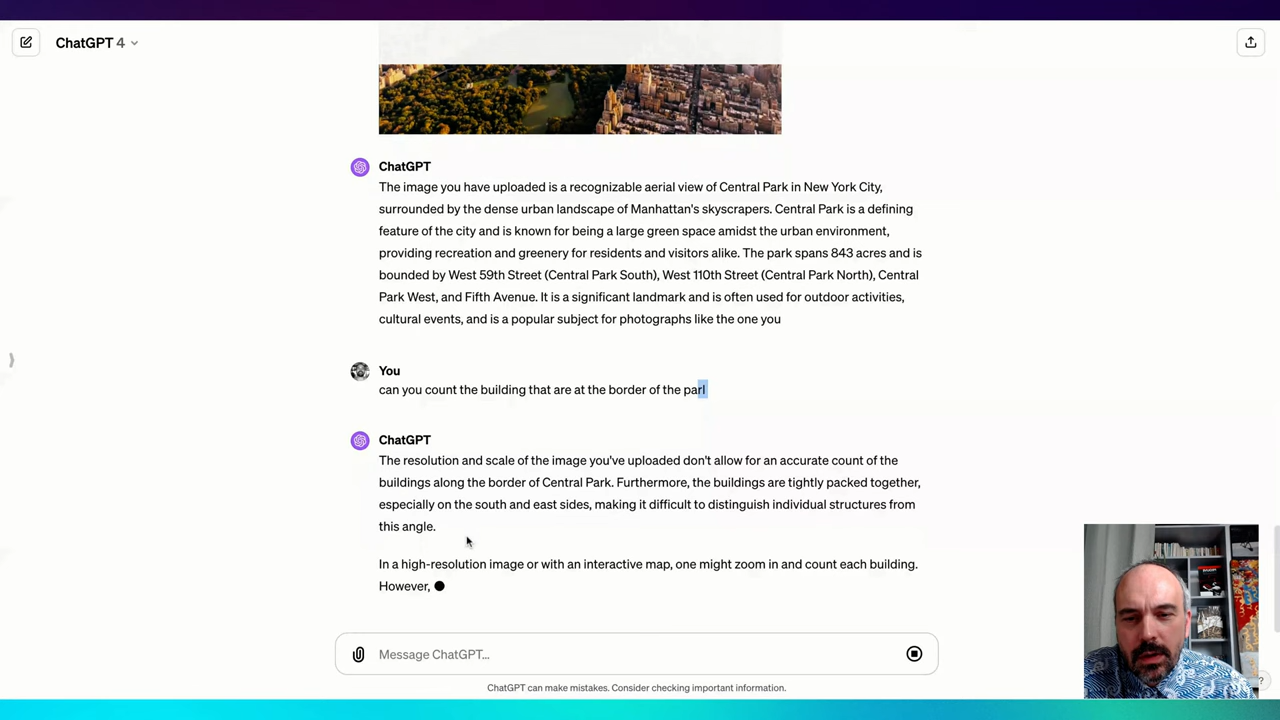 ChatGPT 4
ChatGPT
The image you have uploaded is a recognizable aerial view of Central Park in New York City,
surrounded by the dense urban landscape of Manhattan's skyscrapers. Central Park is a defining
feature of the city and is known for being a large green space amidst the urban environment,
providing recreation and greenery for residents and visitors alike. The park spans 843 acres and is
bounded by West 59th Street (Central Park South), West 110th Street (Central Park North), Central
Park West, and Fifth Avenue. It is a significant landmark and is often used for outdoor activities,
cultural events, and is a popular subject for photographs like the one you
You
can you count the building that are at the border of the parl
ChatGPT
The resolution and scale of the image you've uploaded don't allow for an accurate count of the
buildings along the border of Central Park. Furthermore, the buildings are tightly packed together,
especially on the south and east sides, making it difficult to distinguish individual structures from
this angle.
In a high-resolution image or with an interactive map, one might zoom in and count each building.
However,
Message ChatGPT...
ChatGPT can make mistakes. Consider checking important information.
?